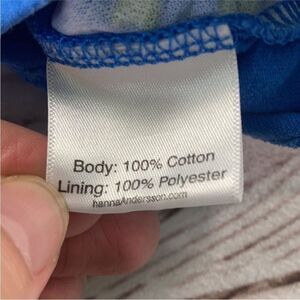 Body: 100% Cotton
Lining: 100% Polyester
hannaAndersson.com